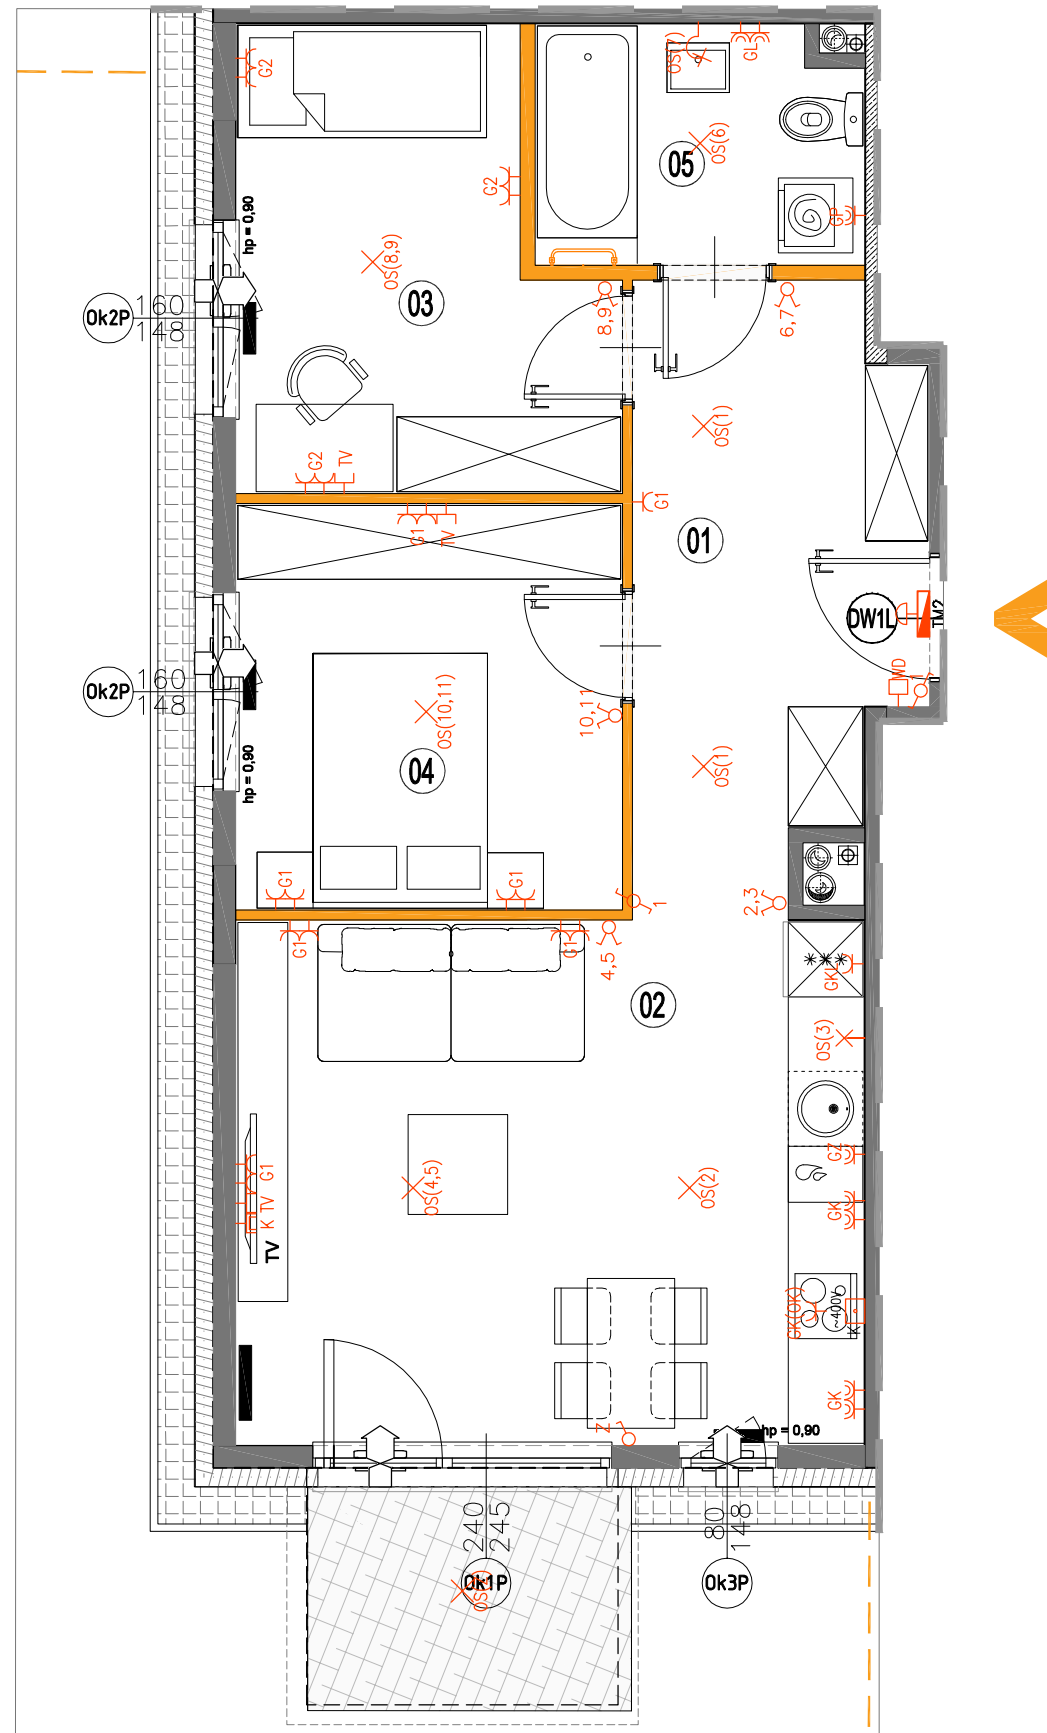 G2
OS(7)
GL
OS(6)
05
G2
GP
hp = 0,90
OS(8,9)
03
8,9
6,7
Ok2P
160
148
OS(1)
G2
TV
G1
G1
TV
01
DW1L
TM2
WD
1
Ok2P
160
148
OS(10,11)
10,11
04
hp = 0,90
OS(1)
G1
G1
1
2,3
G1
G1
4,5
02
GKL
OS(3)
GZ
G1
TV
K
TV
OS(4,5)
OS(2)
GK
GK(OK)
~400V
K
GK
Z
hp = 0,90
240
245
80
148
Ok1P
Ok3P